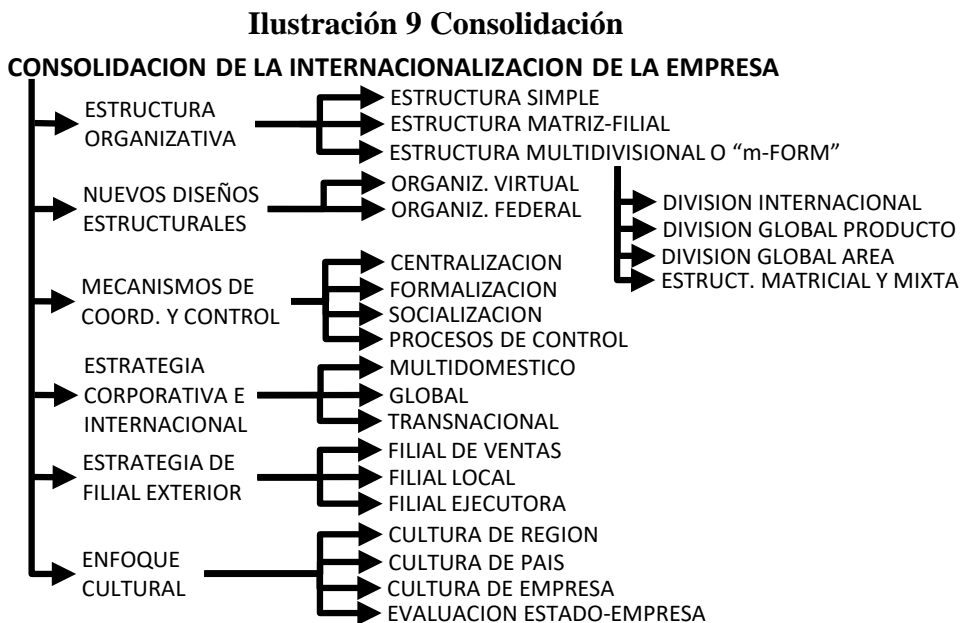 Ilustración 9 Consolidación
CONSOLIDACION DE LA INTERNACIONALIZACION DE LA EMPRESA
ESTRUCTURA
ORGANIZATIVA
ESTRUCTURA SIMPLE
ESTRUCTURA MATRIZ-FILIAL
ESTRUCTURA MULTIDIVISIONAL O “m-FORM”
DIVISION INTERNACIONAL
DIVISION GLOBAL PRODUCTO
DIVISION GLOBAL AREA
ESTRUCT. MATRICIAL Y MIXTA
NUEVOS DISEÑOS
ESTRUCTURALES
ORGANIZ. VIRTUAL
ORGANIZ. FEDERAL
MECANISMOS DE
COORD. Y CONTROL
CENTRALIZACION
FORMALIZACION
SOCIALIZACION
PROCESOS DE CONTROL
ESTRATEGIA
CORPORATIVA E
INTERNACIONAL
MULTIDOMESTICO
GLOBAL
TRANSNACIONAL
ESTRATEGIA DE
FILIAL EXTERIOR
FILIAL DE VENTAS
FILIAL LOCAL
FILIAL EJECUTORA
ENFOQUE
CULTURAL
CULTURA DE REGION
CULTURA DE PAIS
CULTURA DE EMPRESA
EVALUACION ESTADO-EMPRESA